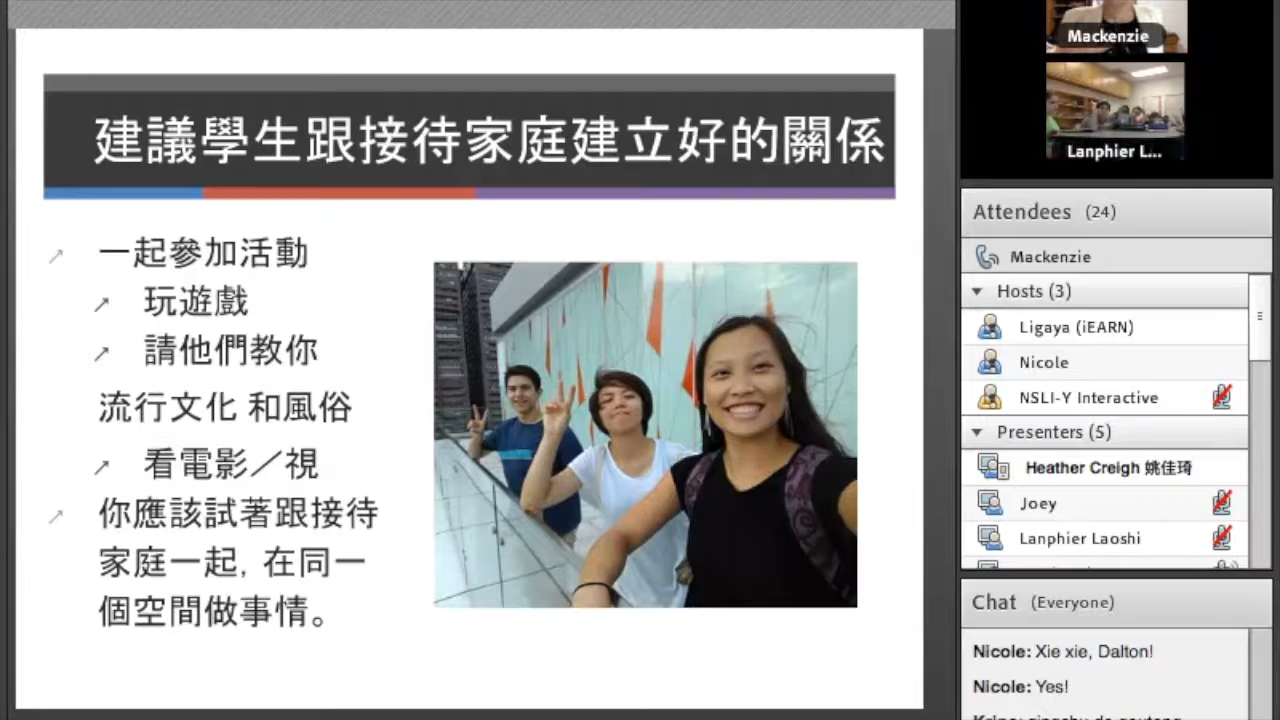 建議學生跟接待家庭建立好的關係
一起參加活動
玩遊戲
請他們教你
流行文化 和風俗
看電影／視
你應該試著跟接待
家庭一起, 在同一
個空間做事情。
Mackenzie
Lanphier L...
Attendees (24)
Mackenzie
Hosts (3)
Ligaya (iEARN)
Nicole
NSLI-Y Interactive
Presenters (5)
Heather Creigh 姚佳琦
Joey
Lanphier Laoshi
Chat (Everyone)
Nicole: Xie xie, Dalton!
Nicole: Yes!